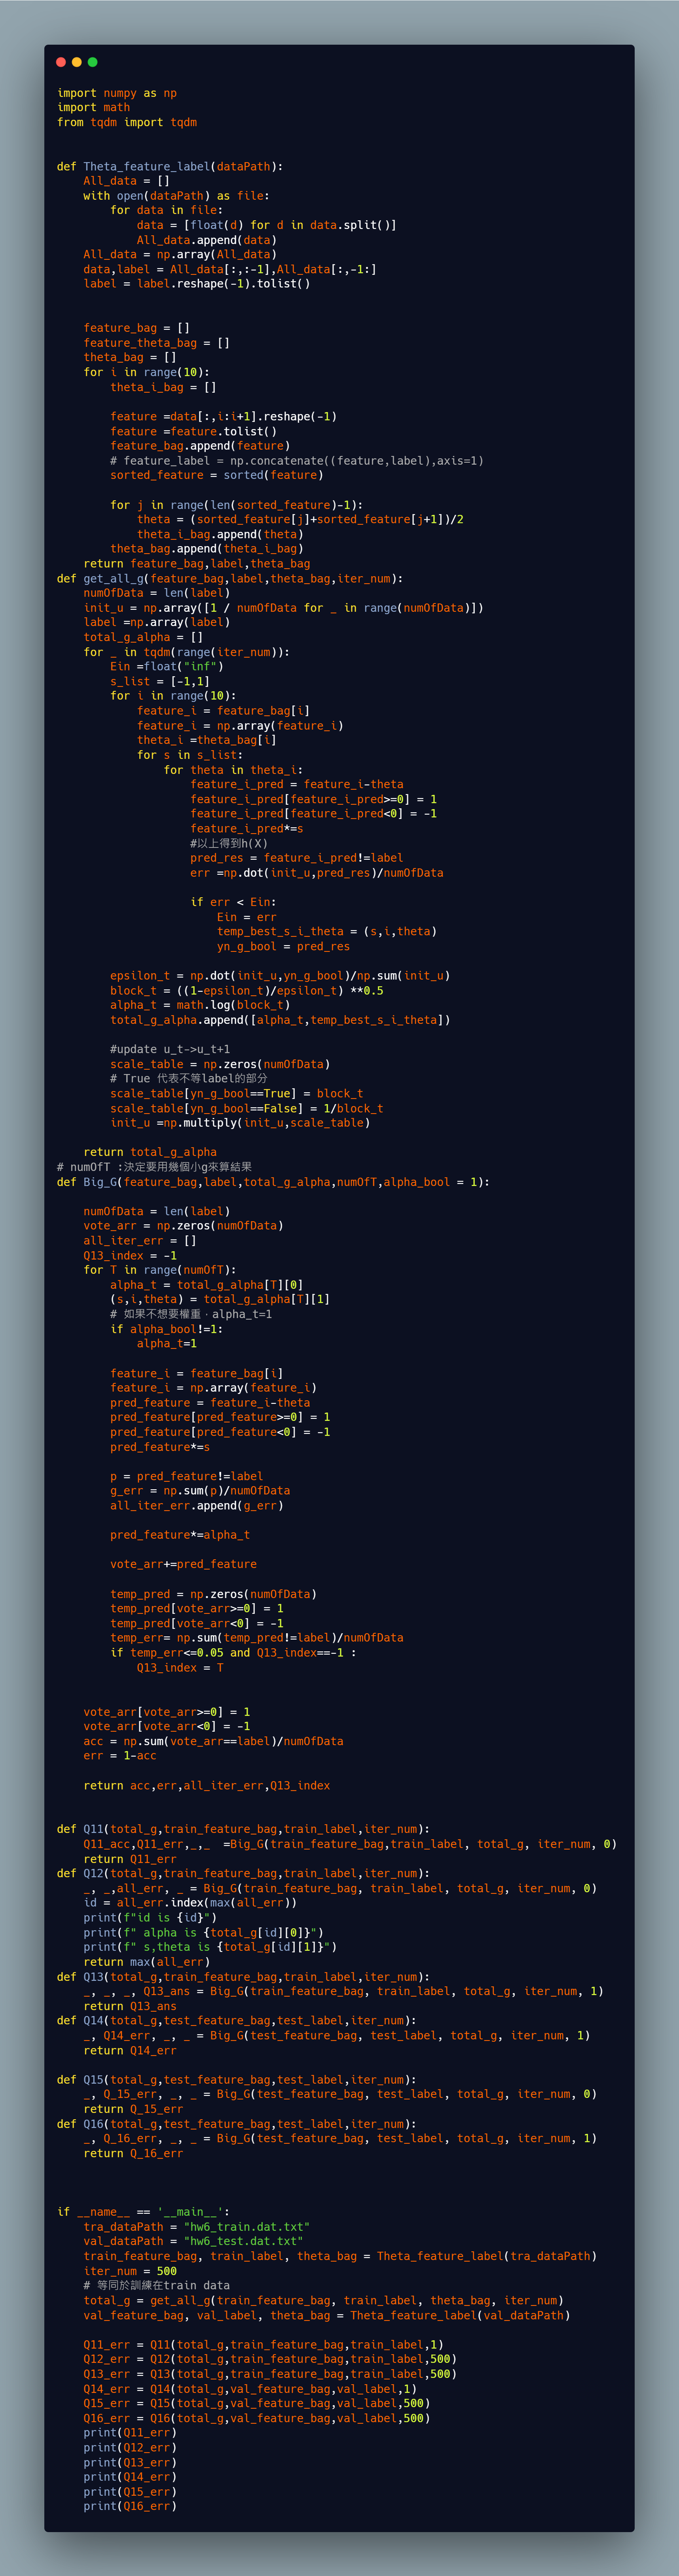 import numpy as np
import math
from tqdm import tqdm
def Theta_feature_label(dataPath):
    All_data = []
    with open(dataPath) as file:
        for data in file:
            data = [float(d) for d in data.split()]
            All_data.append(data)
    All_data = np.array(All_data)
    data,label = All_data[:,:-1],All_data[:,-1:]
    label = label.reshape(-1).tolist()
    feature_bag = []
    feature_theta_bag = []
    theta_bag = []
    for i in range(10):
        theta_i_bag = []
        feature =data[:,i:i+1].reshape(-1)
        feature =feature.tolist()
        feature_bag.append(feature)
        # feature_label = np.concatenate((feature,label),axis=1)
        sorted_feature = sorted(feature)
        for j in range(len(sorted_feature)-1):
            theta = (sorted_feature[j]+sorted_feature[j+1])/2
            theta_i_bag.append(theta)
        theta_bag.append(theta_i_bag)
    return feature_bag,label,theta_bag
def get_all_g(feature_bag,label,theta_bag,iter_num):
    numOfData = len(label)
    init_u = np.array([1 / numOfData for _ in range(numOfData)])
    label =np.array(label)
    total_g_alpha = []
    for _ in tqdm(range(iter_num)):
        Ein =float("inf")
        s_list = [-1,1]
        for i in range(10):
            feature_i = feature_bag[i]
            feature_i = np.array(feature_i)
            theta_i =theta_bag[i]
            for s in s_list:
                for theta in theta_i:
                    feature_i_pred = feature_i-theta
                    feature_i_pred[feature_i_pred>=0] = 1
                    feature_i_pred[feature_i_pred<0] = -1
                    feature_i_pred*=s
                    #以上得到h(X)
                    pred_res = feature_i_pred!=label
                    err =np.dot(init_u,pred_res)/numOfData
                    if err < Ein:
                        Ein = err
                        temp_best_s_i_theta = (s,i,theta)
                        yn_g_bool = pred_res
        epsilon_t = np.dot(init_u,yn_g_bool)/np.sum(init_u)
        block_t = ((1-epsilon_t)/epsilon_t) **0.5
        alpha_t = math.log(block_t)
        total_g_alpha.append([alpha_t,temp_best_s_i_theta])
        #update u_t->u_t+1
        scale_table = np.zeros(numOfData)
        # True 代表不等label的部分
        scale_table[yn_g_bool==True] = block_t
        scale_table[yn_g_bool==False] = 1/block_t
        init_u =np.multiply(init_u,scale_table)
    return total_g_alpha
# numOfT :決定要用幾個小g來算結果
def Big_G(feature_bag,label,total_g_alpha,numOfT,alpha_bool = 1):
    numOfData = len(label)
    vote_arr = np.zeros(numOfData)
    all_iter_err = []
    Q13_index = -1
    for T in range(numOfT):
        alpha_t = total_g_alpha[T][0]
        (s,i,theta) = total_g_alpha[T][1]
        # 如果不想要權重，alpha_t=1
        if alpha_bool!=1:
            alpha_t=1
        feature_i = feature_bag[i]
        feature_i = np.array(feature_i)
        pred_feature = feature_i-theta
        pred_feature[pred_feature>=0] = 1
        pred_feature[pred_feature<0] = -1
        pred_feature*=s
        p = pred_feature!=label
        g_err = np.sum(p)/numOfData
        all_iter_err.append(g_err)
        pred_feature*=alpha_t
        vote_arr+=pred_feature
        temp_pred = np.zeros(numOfData)
        temp_pred[vote_arr>=0] = 1
        temp_pred[vote_arr<0] = -1
        temp_err= np.sum(temp_pred!=label)/numOfData
        if temp_err<=0.05 and Q13_index==-1 :
            Q13_index = T
    vote_arr[vote_arr>=0] = 1
    vote_arr[vote_arr<0] = -1
    acc = np.sum(vote_arr==label)/numOfData
    err = 1-acc
    return acc,err,all_iter_err,Q13_index
def Q11(total_g,train_feature_bag,train_label,iter_num):
    Q11_acc,Q11_err,_,_  =Big_G(train_feature_bag,train_label, total_g, iter_num, 0)
    return Q11_err
def Q12(total_g,train_feature_bag,train_label,iter_num):
    _, _,all_err, _ = Big_G(train_feature_bag, train_label, total_g, iter_num, 0)
    id = all_err.index(max(all_err))
    print(f"id is {id}")
    print(f" alpha is {total_g[id][0]}")
    print(f" s,theta is {total_g[id][1]}")
    return max(all_err)
def Q13(total_g,train_feature_bag,train_label,iter_num):
    _, _, _, Q13_ans = Big_G(train_feature_bag, train_label, total_g, iter_num, 1)
    return Q13_ans
def Q14(total_g,test_feature_bag,test_label,iter_num):
    _, Q14_err, _, _ = Big_G(test_feature_bag, test_label, total_g, iter_num, 1)
    return Q14_err
def Q15(total_g,test_feature_bag,test_label,iter_num):
    _, Q_15_err, _, _ = Big_G(test_feature_bag, test_label, total_g, iter_num, 0)
    return Q_15_err
def Q16(total_g,test_feature_bag,test_label,iter_num):
    _, Q_16_err, _, _ = Big_G(test_feature_bag, test_label, total_g, iter_num, 1)
    return Q_16_err
if __name__ == '__main__':
    tra_dataPath = "hw6_train.dat.txt"
    val_dataPath = "hw6_test.dat.txt"
    train_feature_bag, train_label, theta_bag = Theta_feature_label(tra_dataPath)
    iter_num = 500
    # 等同於訓練在train data
    total_g = get_all_g(train_feature_bag, train_label, theta_bag, iter_num)
    val_feature_bag, val_label, theta_bag = Theta_feature_label(val_dataPath)
    Q11_err = Q11(total_g,train_feature_bag,train_label,1)
    Q12_err = Q12(total_g,train_feature_bag,train_label,500)
    Q13_err = Q13(total_g,train_feature_bag,train_label,500)
    Q14_err = Q14(total_g,val_feature_bag,val_label,1)
    Q15_err = Q15(total_g,val_feature_bag,val_label,500)
    Q16_err = Q16(total_g,val_feature_bag,val_label,500)
    print(Q11_err)
    print(Q12_err)
    print(Q13_err)
    print(Q14_err)
    print(Q15_err)
    print(Q16_err)